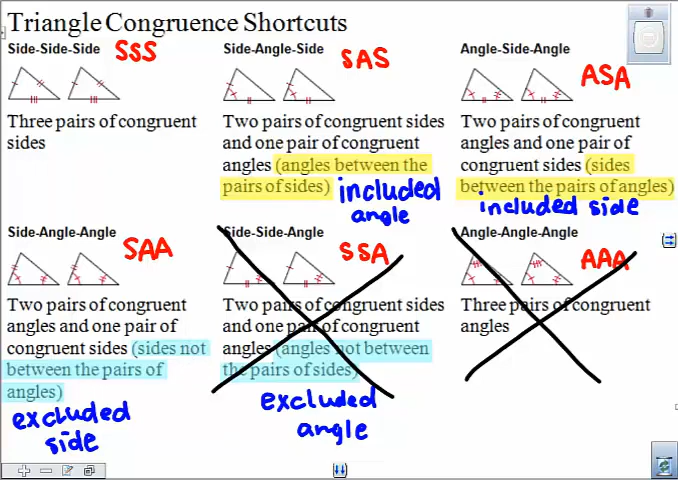 Triangle Congruence Shortcuts
Side-Side-Side SSS
Three pairs of congruent
sides
Side-Angle-Side SAS
Two pairs of congruent sides
and one pair of congruent
angles (angles between the
pairs of sides) included
angle
Angle-Side-Angle ASA
Two pairs of congruent
angles and one pair of
congruent sides (sides
between the pairs of angles)
included side
Side-Angle-Angle SAA
Two pairs of congruent
angles and one pair of
congruent sides (sides not
between the pairs of
angles)
excluded
side
Side-Side-Angle SSA
Two pairs of congruent sides
and one pair of congruent
angles (angles not between
the pairs of sides)
excluded
angle
Angle-Angle-Angle AAA
Three pairs of congruent
angles